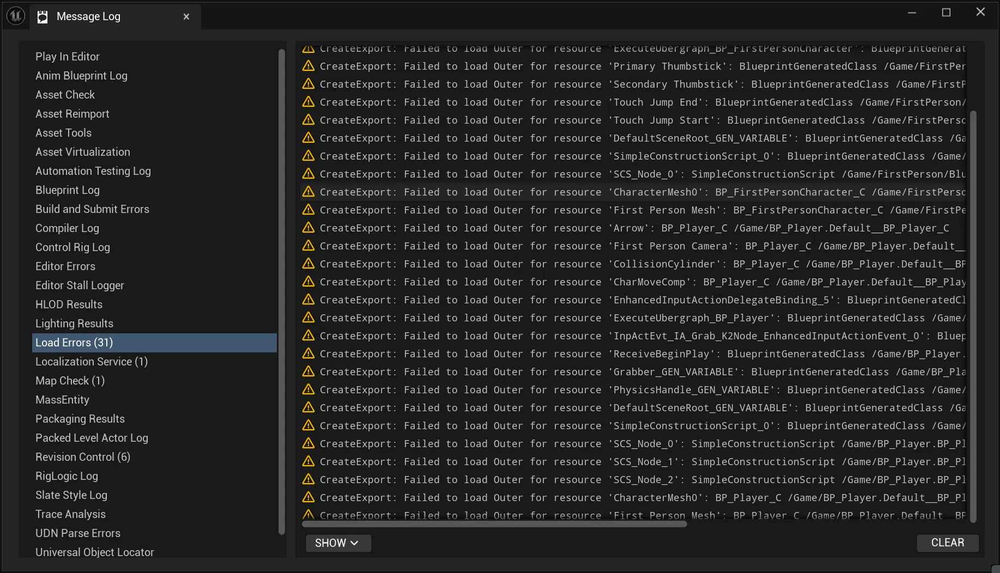 Message Log
Play In Editor
Anim Blueprint Log
Asset Check
Asset Reimport
Asset Tools
Asset Virtualization
Automation Testing Log
Blueprint Log
Build and Submit Errors
Compiler Log
Control Rig Log
Editor Errors
Editor Stall Logger
HLOD Results
Lighting Results
Load Errors (31)
Localization Service (1)
Map Check (1)
MassEntity
Packaging Results
Packed Level Actor Log
Revision Control (6)
RigLogic Log
Slate Style Log
Trace Analysis
UDN Parse Errors
Universal Object Locator
CreateExport: Failed to load Outer for resource 'ExecuteUbergraph_BP_FirstPersonCharacter': BlueprintGenerat
CreateExport: Failed to load Outer for resource 'Primary Thumbstick': BlueprintGeneratedClass /Game/FirstPer
CreateExport: Failed to load Outer for resource 'Secondary Thumbstick': BlueprintGeneratedClass /Game/FirstP
CreateExport: Failed to load Outer for resource 'Touch Jump End': BlueprintGeneratedClass /Game/FirstPerson/
CreateExport: Failed to load Outer for resource 'Touch Jump Start': BlueprintGeneratedClass /Game/FirstPerso
CreateExport: Failed to load Outer for resource 'DefaultSceneRoot_GEN_VARIABLE': BlueprintGeneratedClass /Ga
CreateExport: Failed to load Outer for resource 'SimpleConstructionScript_0': BlueprintGeneratedClass /Game/
CreateExport: Failed to load Outer for resource 'SCS_Node_0': SimpleConstructionScript /Game/FirstPerson/Blu
CreateExport: Failed to load Outer for resource 'CharacterMesh0': BP_FirstPersonCharacter_C /Game/FirstPerso
CreateExport: Failed to load Outer for resource 'First Person Mesh': BP_FirstPersonCharacter_C /Game/FirstPe
CreateExport: Failed to load Outer for resource 'Arrow': BP_Player_C /Game/BP_Player.Default__BP_Player_C
CreateExport: Failed to load Outer for resource 'First Person Camera': BP_Player_C /Game/BP_Player.Default__
CreateExport: Failed to load Outer for resource 'CollisionCylinder': BP_Player_C /Game/BP_Player.Default__BP
CreateExport: Failed to load Outer for resource 'CharMoveComp': BP_Player_C /Game/BP_Player.Default__BP_Play
CreateExport: Failed to load Outer for resource 'EnhancedInputActionDelegateBinding_5': BlueprintGeneratedCl
CreateExport: Failed to load Outer for resource 'ExecuteUbergraph_BP_Player': BlueprintGeneratedClass /Game/
CreateExport: Failed to load Outer for resource 'InpActEvt_IA_Grab_K2Node_EnhancedInputActionEvent_0': Bluep
CreateExport: Failed to load Outer for resource 'ReceiveBeginPlay': BlueprintGeneratedClass /Game/BP_Player.
CreateExport: Failed to load Outer for resource 'Grabber_GEN_VARIABLE': BlueprintGeneratedClass /Game/BP_Pla
CreateExport: Failed to load Outer for resource 'PhysicsHandle_GEN_VARIABLE': BlueprintGeneratedClass /Game/
CreateExport: Failed to load Outer for resource 'DefaultSceneRoot_GEN_VARIABLE': BlueprintGeneratedClass /Ga
CreateExport: Failed to load Outer for resource 'SimpleConstructionScript_0': BlueprintGeneratedClass /Game/
CreateExport: Failed to load Outer for resource 'SCS_Node_0': SimpleConstructionScript /Game/BP_Player.BP_Pl
CreateExport: Failed to load Outer for resource 'SCS_Node_1': SimpleConstructionScript /Game/BP_Player.BP_Pl
CreateExport: Failed to load Outer for resource 'SCS_Node_2': SimpleConstructionScript /Game/BP_Player.BP_Pl
CreateExport: Failed to load Outer for resource 'CharacterMesh0': BP_Player_C /Game/BP_Player.Default__BP_Pl
CreateExport: Failed to load Outer for resource 'First Person Mesh': BP_Player_C /Game/BP_Player.Default__BP
SHOW
CLEAR